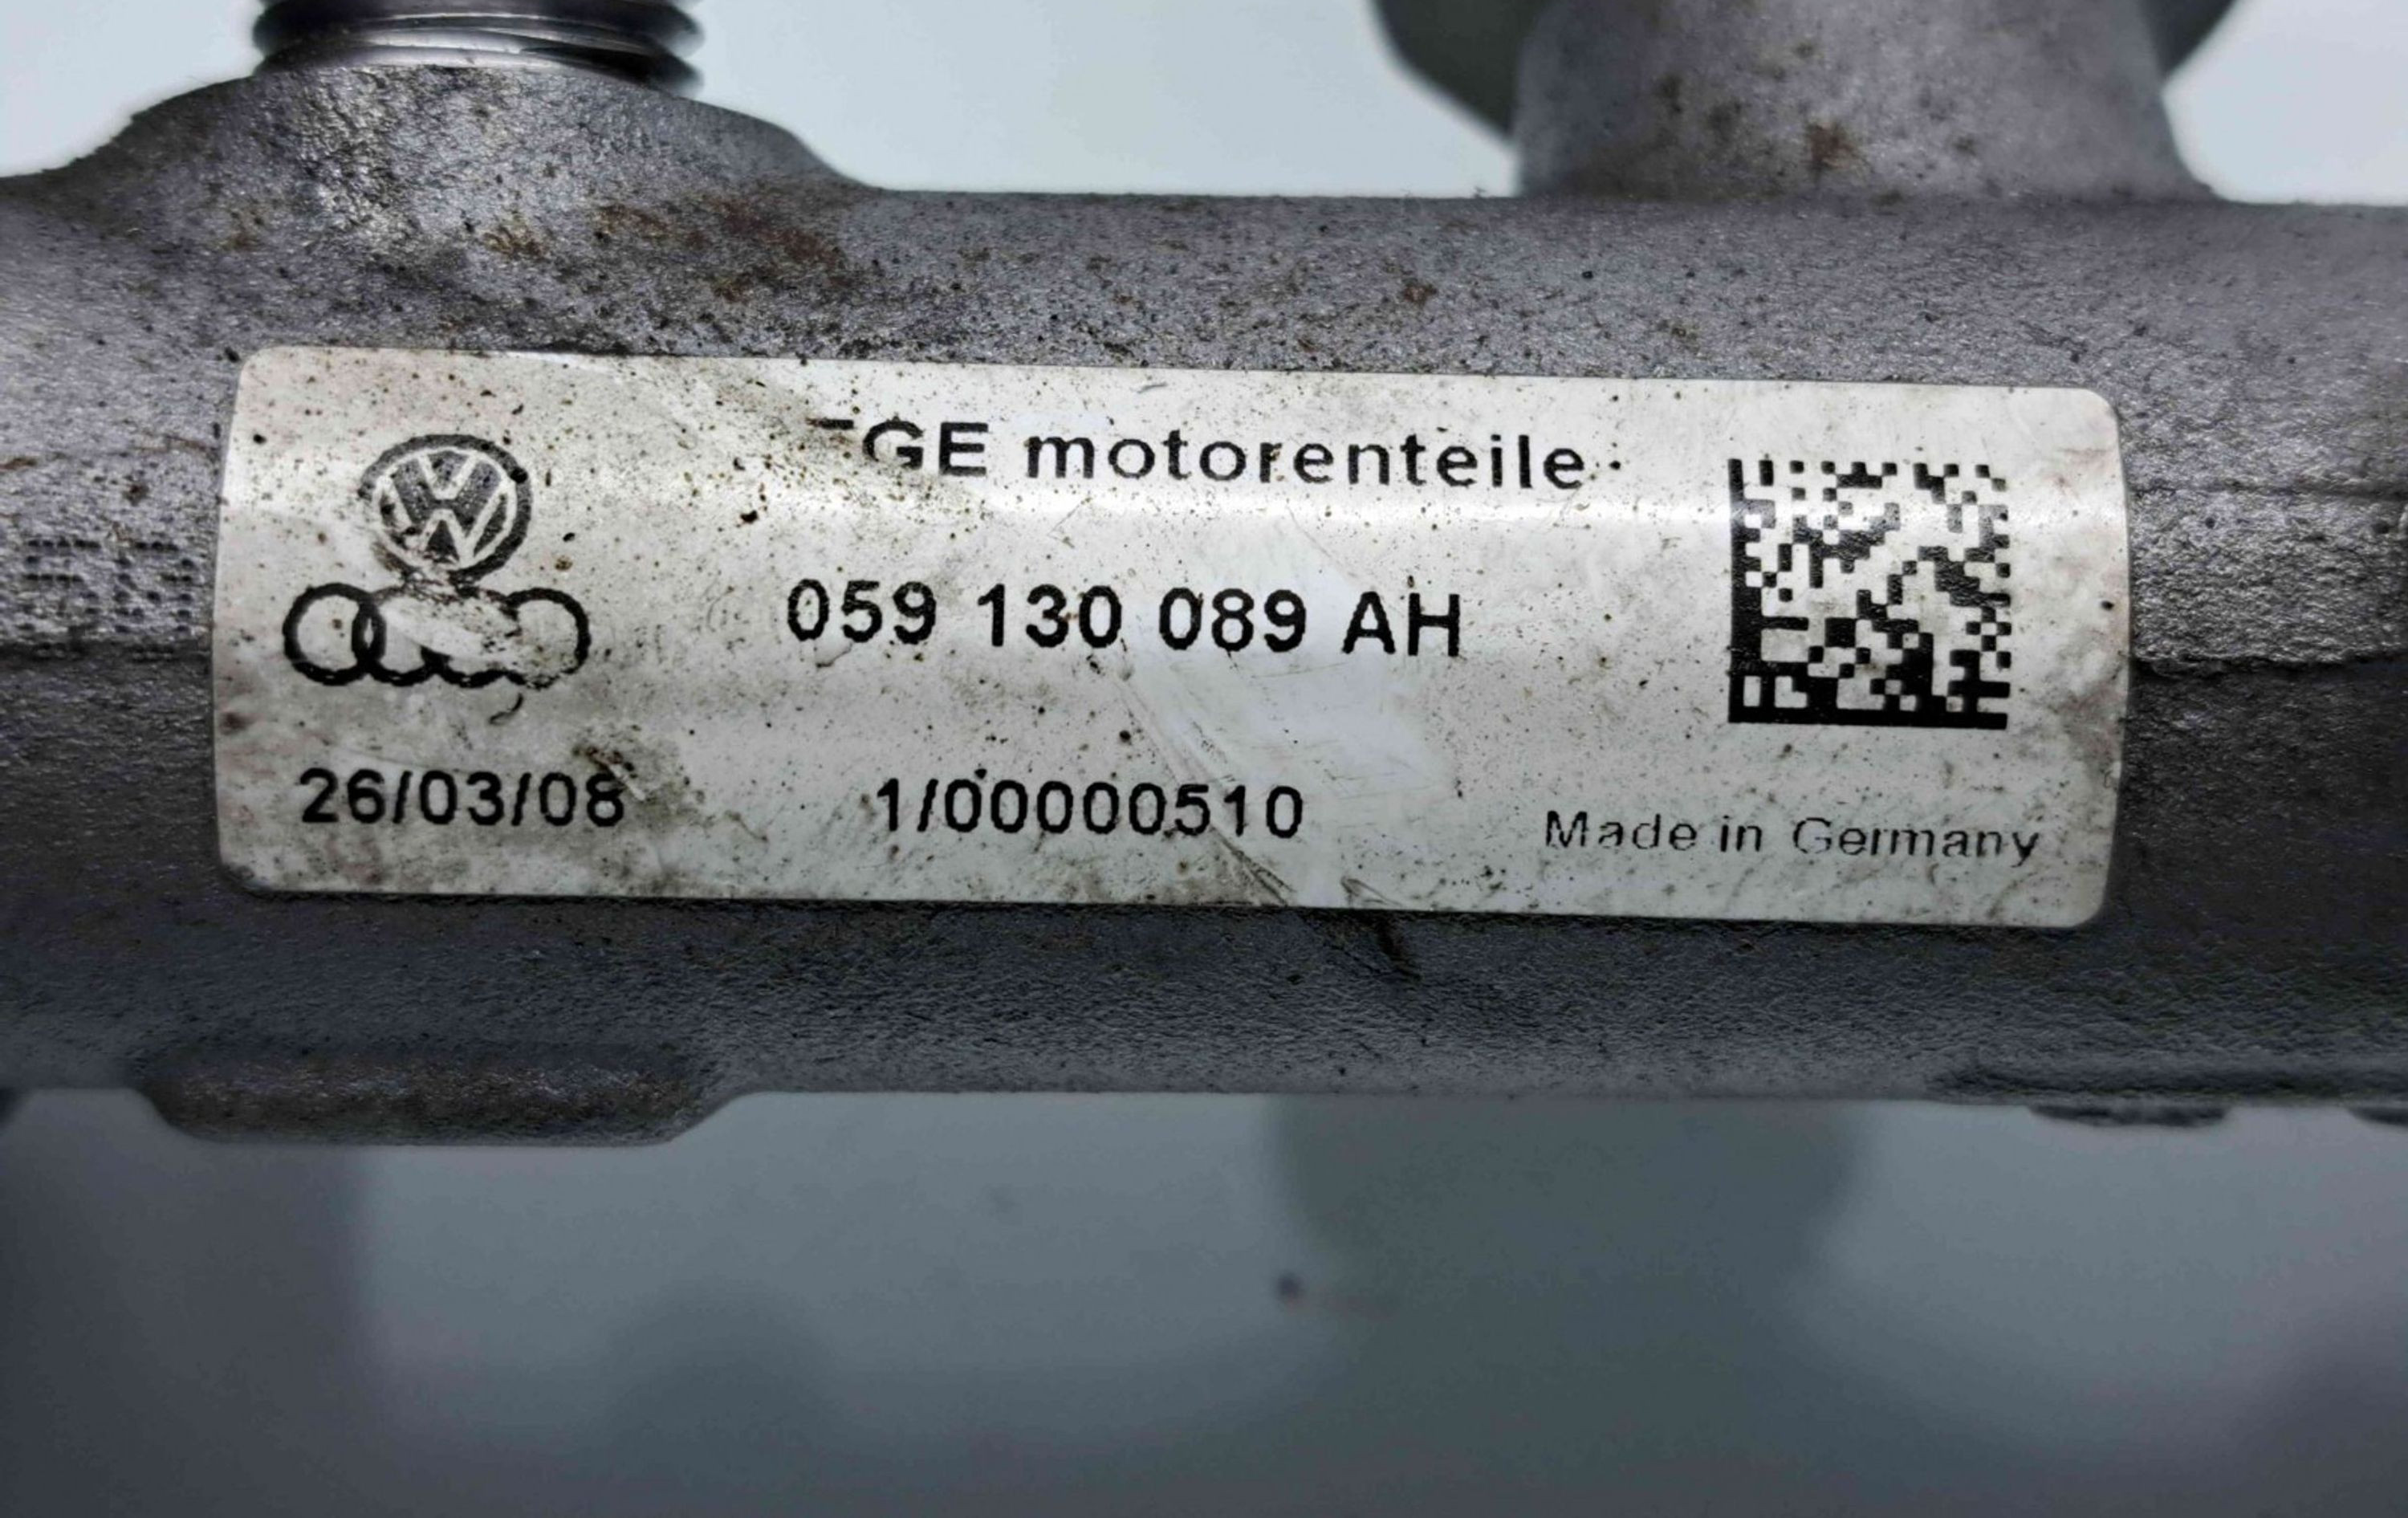 GE motorenteile
059 130 089 AH
26/03/08 1/00000510
Made in Germany